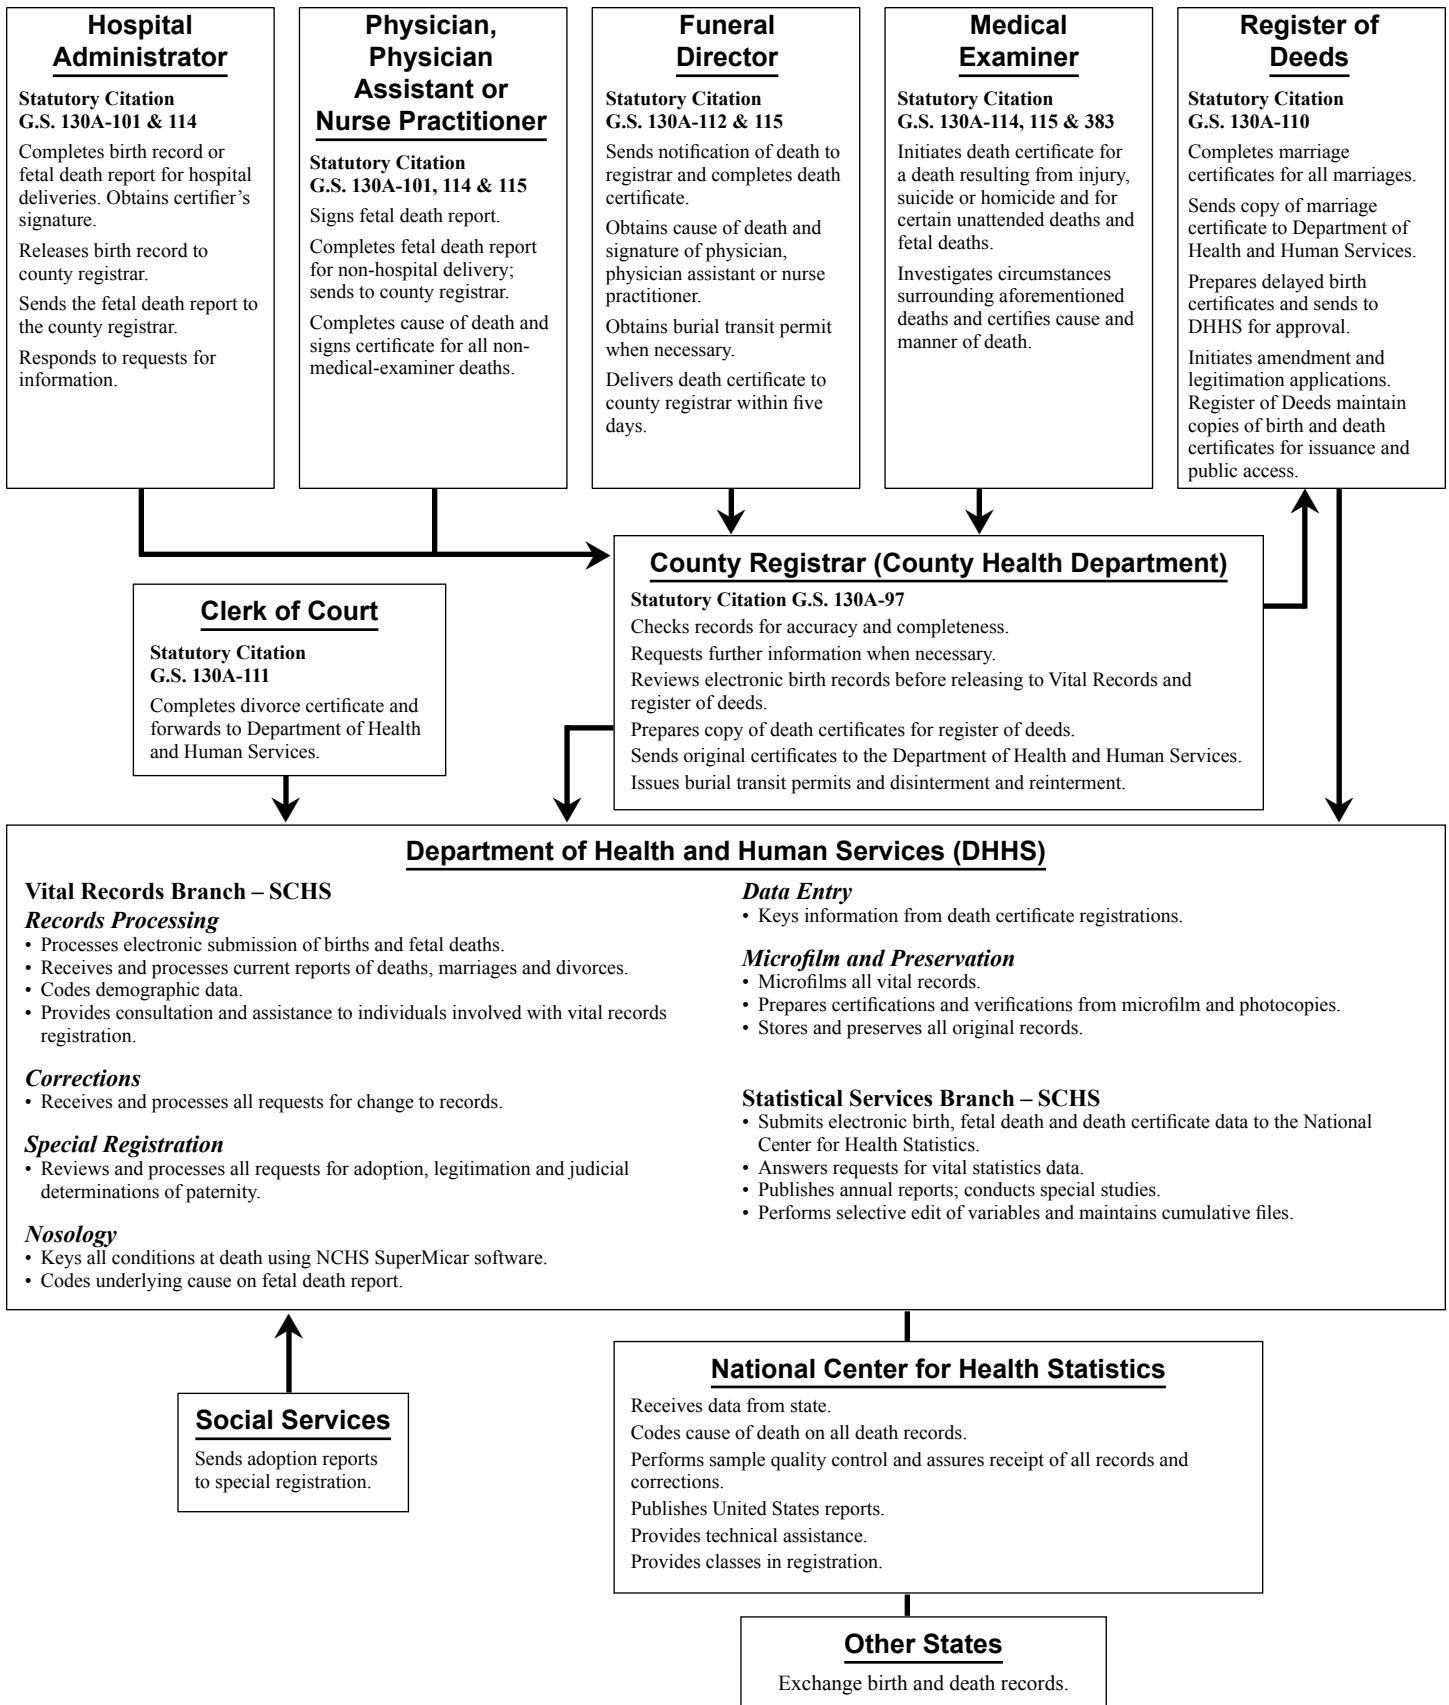 Hospital
Administrator
Statutory Citation
G.S. 130A-101 & 114
Completes birth record or
fetal death report for hospital
deliveries. Obtains certifier’s
signature.
Releases birth record to
county registrar.
Sends the fetal death report to
the county registrar.
Responds to requests for
information.
Physician,
Physician
Assistant or
Nurse Practitioner
Statutory Citation
G.S. 130A-101, 114 & 115
Signs fetal death report.
Completes fetal death report
for non-hospital delivery;
sends to county registrar.
Completes cause of death and
signs certificate for all non-
medical-examiner deaths.
Funeral
Director
Statutory Citation
G.S. 130A-112 & 115
Sends notification of death to
registrar and completes death
certificate.
Obtains cause of death and
signature of physician,
physician assistant or nurse
practitioner.
Obtains burial transit permit
when necessary.
Delivers death certificate to
county registrar within five
days.
Medical
Examiner
Statutory Citation
G.S. 130A-114, 115 & 383
Initiates death certificate for
a death resulting from injury,
suicide or homicide and for
certain unattended deaths and
fetal deaths.
Investigates circumstances
surrounding aforementioned
deaths and certifies cause and
manner of death.
Register of
Deeds
Statutory Citation
G.S. 130A-110
Completes marriage
certificates for all marriages.
Sends copy of marriage
certificate to Department of
Health and Human Services.
Prepares delayed birth
certificates and sends to
DHHS for approval.
Initiates amendment and
legitimation applications.
Register of Deeds maintain
copies of birth and death
certificates for issuance and
public access.
County Registrar (County Health Department)
Statutory Citation G.S. 130A-97
Checks records for accuracy and completeness.
Requests further information when necessary.
Reviews electronic birth records before releasing to Vital Records and
register of deeds.
Prepares copy of death certificates for register of deeds.
Sends original certificates to the Department of Health and Human Services.
Issues burial transit permits and disinterment and reinterment.
Clerk of Court
Statutory Citation
G.S. 130A-111
Completes divorce certificate and
forwards to Department of Health
and Human Services.
Department of Health and Human Services (DHHS)
Vital Records Branch – SCHS
Records Processing
• Processes electronic submission of births and fetal deaths.
• Receives and processes current reports of deaths, marriages and divorces.
• Codes demographic data.
• Provides consultation and assistance to individuals involved with vital records
registration.
Corrections
• Receives and processes all requests for change to records.
Special Registration
• Reviews and processes all requests for adoption, legitimation and judicial
determinations of paternity.
Nosology
• Keys all conditions at death using NCHS SuperMicar software.
• Codes underlying cause on fetal death report.
Data Entry
• Keys information from death certificate registrations.
Microfilm and Preservation
• Microfilms all vital records.
• Prepares certifications and verifications from microfilm and photocopies.
• Stores and preserves all original records.
Statistical Services Branch – SCHS
• Submits electronic birth, fetal death and death certificate data to the National
Center for Health Statistics.
• Answers requests for vital statistics data.
• Publishes annual reports; conducts special studies.
• Performs selective edit of variables and maintains cumulative files.
Social Services
Sends adoption reports
to special registration.
National Center for Health Statistics
Receives data from state.
Codes cause of death on all death records.
Performs sample quality control and assures receipt of all records and
corrections.
Publishes United States reports.
Provides technical assistance.
Provides classes in registration.
Other States
Exchange birth and death records.